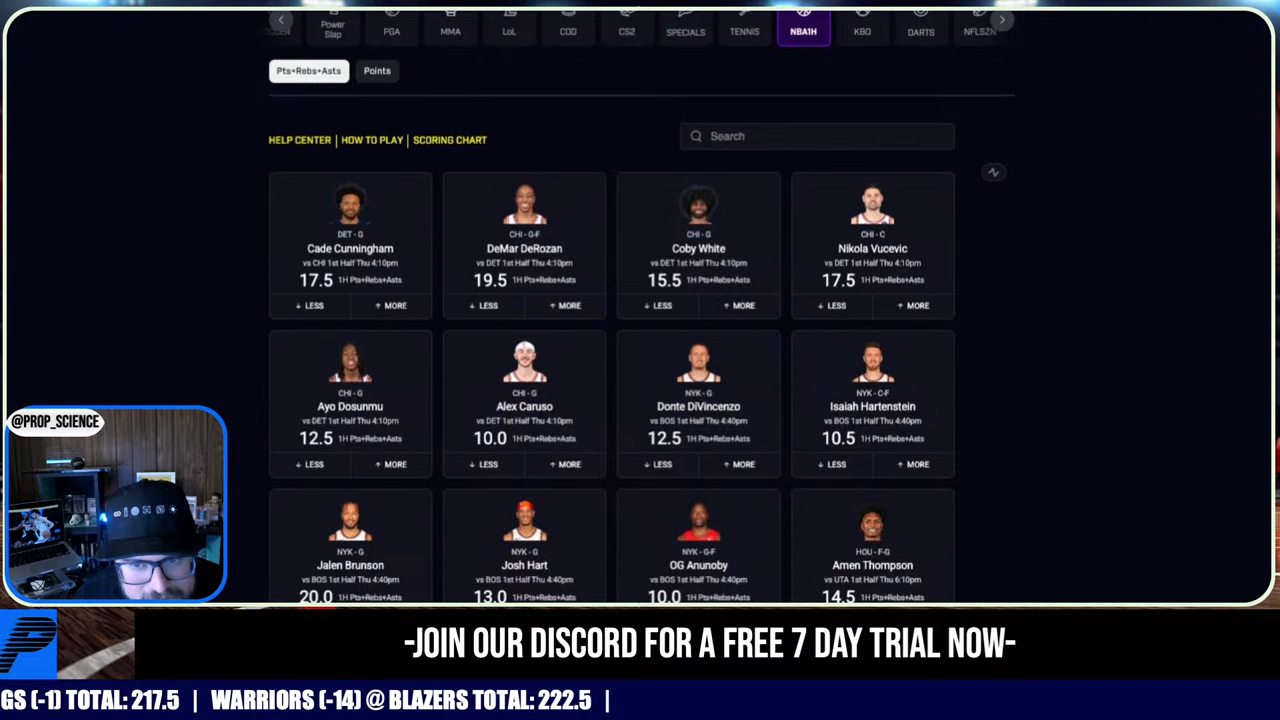 Power
Slap
PGA
MMA
LoL
COD
CS2
SPECIALS
TENNIS
NBA1H
KBO
DARTS
NFLSZN
Pts+Rebs+Asts
Points
HELP CENTER | HOW TO PLAY | SCORING CHART
Search
DET - G
Cade Cunningham
vs CHI 1st Half Thu 4:10pm
17.5 1H Pts+Rebs+Asts
↓ LESS
↑ MORE
CHI - G-F
DeMar DeRozan
vs DET 1st Half Thu 4:10pm
19.5 1H Pts+Rebs+Asts
↓ LESS
↑ MORE
CHI - G
Coby White
vs DET 1st Half Thu 4:10pm
15.5 1H Pts+Rebs+Asts
↓ LESS
↑ MORE
CHI - C
Nikola Vucevic
vs DET 1st Half Thu 4:10pm
17.5 1H Pts+Rebs+Asts
↓ LESS
↑ MORE
CHI - G
Ayo Dosunmu
vs DET 1st Half Thu 4:10pm
12.5 1H Pts+Rebs+Asts
↓ LESS
↑ MORE
CHI - G
Alex Caruso
vs DET 1st Half Thu 4:10pm
10.0 1H Pts+Rebs+Asts
↓ LESS
↑ MORE
NYK - G
Donte DiVincenzo
vs BOS 1st Half Thu 4:40pm
12.5 1H Pts+Rebs+Asts
↓ LESS
↑ MORE
NYK - C-F
Isaiah Hartenstein
vs BOS 1st Half Thu 4:40pm
10.5 1H Pts+Rebs+Asts
↓ LESS
↑ MORE
NYK - G
Jalen Brunson
vs BOS 1st Half Thu 4:40pm
20.0 1H Pts+Rebs+Asts
NYK - G
Josh Hart
vs BOS 1st Half Thu 4:40pm
13.0 1H Pts+Rebs+Asts
NYK - G-F
OG Anunoby
vs BOS 1st Half Thu 4:40pm
10.0 1H Pts+Rebs+Asts
HOU - F-G
Amen Thompson
vs UTA 1st Half Thu 6:10pm
14.5 1H Pts+Rebs+Asts
@PROP_SCIENCE
-JOIN OUR DISCORD FOR A FREE 7 DAY TRIAL NOW-
GS (-1) TOTAL: 217.5 | WARRIORS (-14) @ BLAZERS TOTAL: 222.5 |